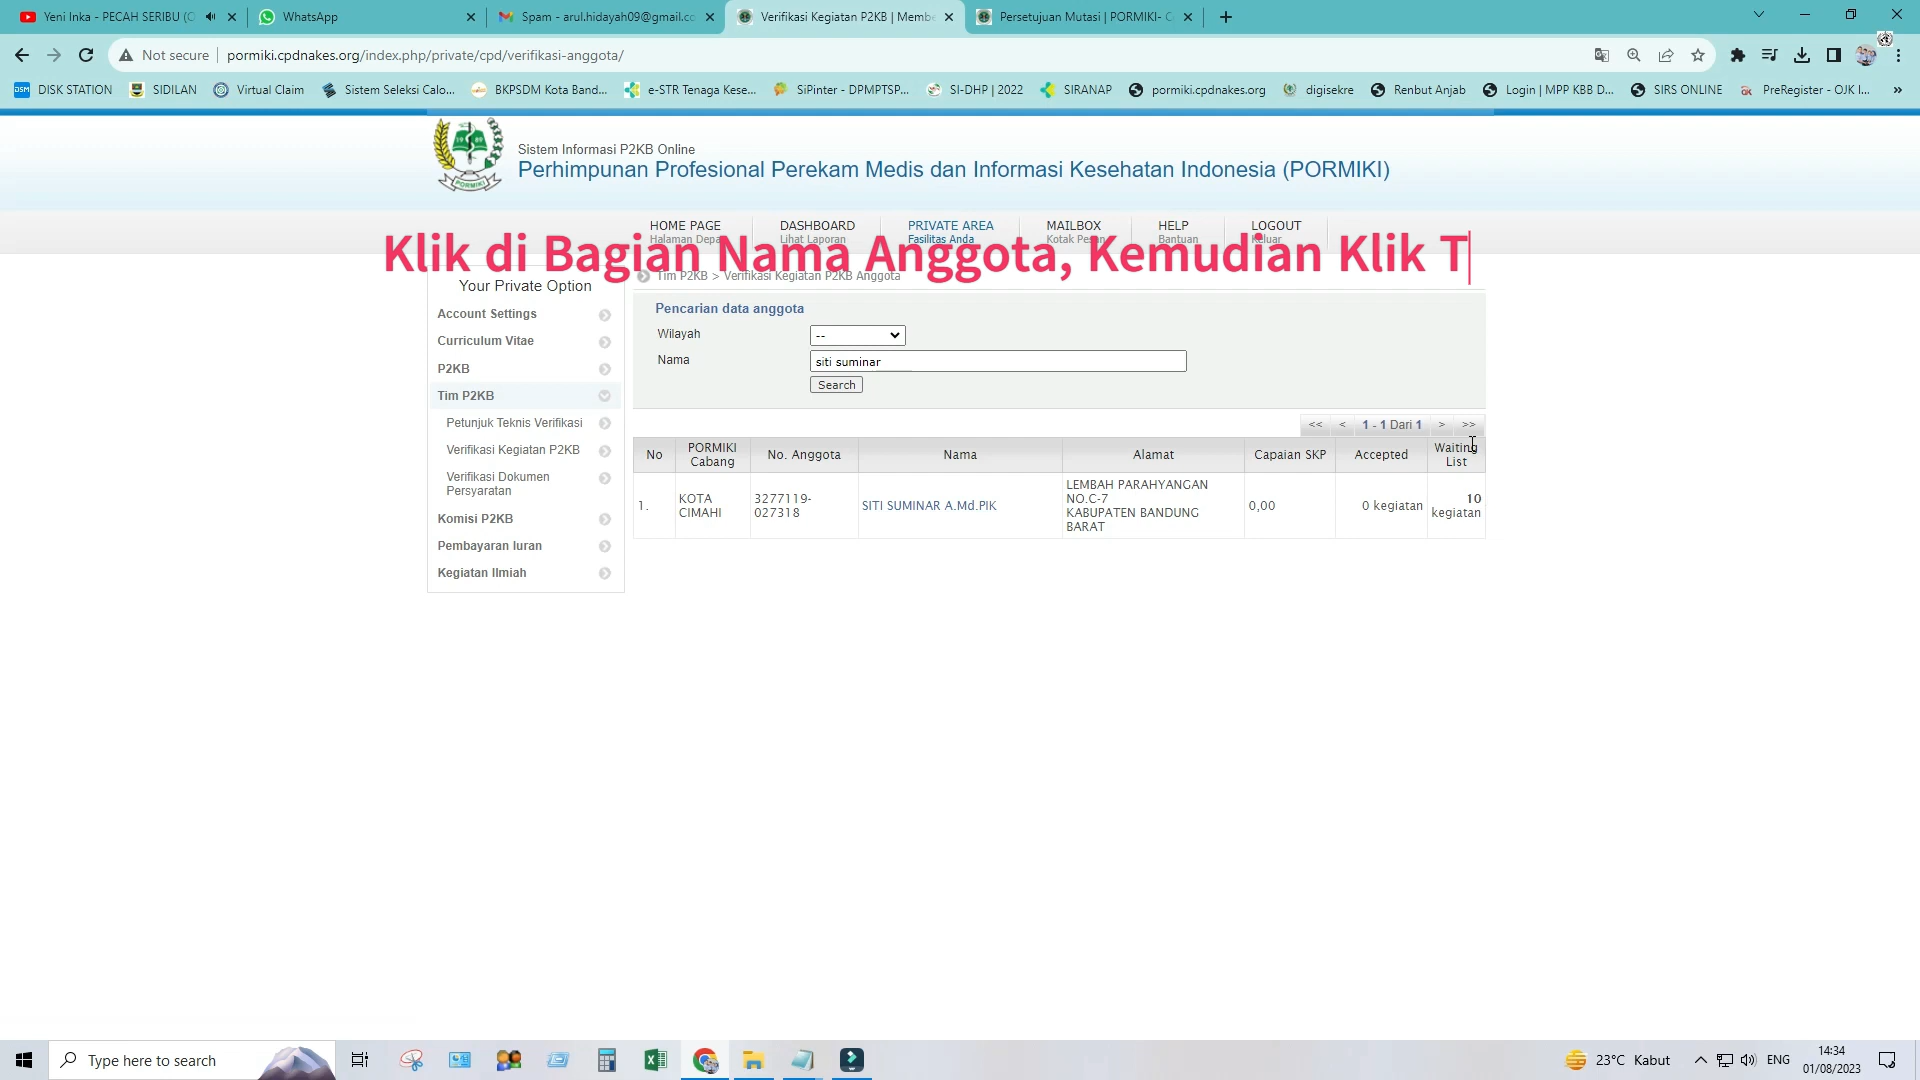 Yeni Inka - PECAH SERIBU (O
WhatsApp
Spam - arul.hidayah09@gmail.co
Verifikasi Kegiatan P2KB | Membe
Persetujuan Mutasi | PORMIKI- C
Not secure
pormiki.cpdnakes.org/index.php/private/cpd/verifikasi-anggota/
DISK STATION
SIDILAN
Virtual Claim
Sistem Seleksi Calo...
BKPSDM Kota Band...
e-STR Tenaga Kese...
SiPinter - DPMPTSP...
SI-DHP | 2022
SIRANAP
pormiki.cpdnakes.org
digisekre
Renbut Anjab
Login | MPP KBB D...
SIRS ONLINE
PreRegister - OJK I...
»
Sistem Informasi P2KB Online
Perhimpunan Profesional Perekam Medis dan Informasi Kesehatan Indonesia (PORMIKI)
HOME PAGE
DASHBOARD
PRIVATE AREA
MAILBOX
HELP
LOGOUT
Lihat Laporan
Fasilitas Anda
Bantuan
Klik di Bagian Nama Anggota, Kemudian Klik T
Tim P2KB > Verifikasi Kegiatan P2KB Anggota
Your Private Option
Account Settings
Curriculum Vitae
P2KB
Tim P2KB
Petunjuk Teknis Verifikasi
Verifikasi Kegiatan P2KB
Verifikasi Dokumen
Persyaratan
Komisi P2KB
Pembayaran Iuran
Kegiatan Ilmiah
Pencarian data anggota
Wilayah
--
Nama
siti suminar
Search
<< < 1 - 1 Dari 1 > >>
No
PORMIKI
Cabang
No. Anggota
Nama
Alamat
Capaian SKP
Accepted
Waiting
List
1.
KOTA
CIMAHI
3277119-
027318
SITI SUMINAR A.Md.PIK
LEMBAH PARAHYANGAN
NO.C-7
KABUPATEN BANDUNG
BARAT
0,00
0 kegiatan
10
kegiatan
Type here to search
23°C Kabut
ENG
14:34
01/08/2023